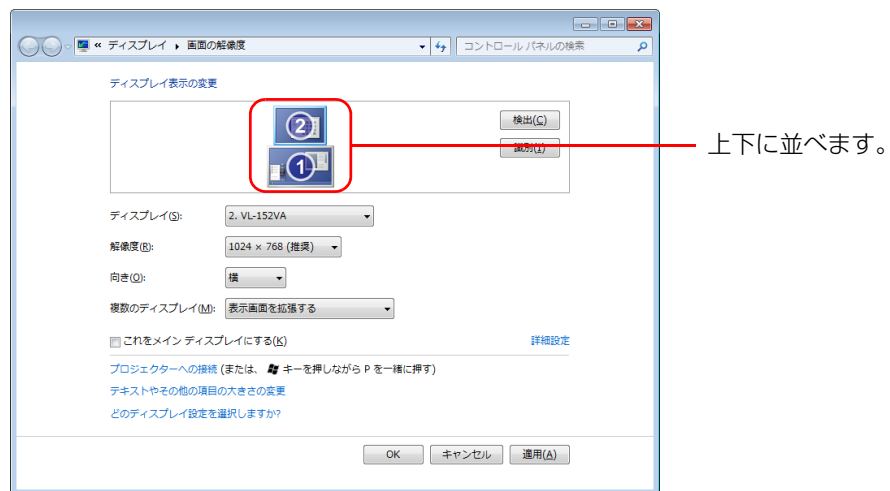 « ディスプレイ ▸ 画面の解像度
コントロール パネルの検索
ディスプレイ表示の変更
2
1
検出(C)
識別(I)
上下に並べます。
ディスプレイ(S): 2. VL-152VA
解像度(R): 1024 × 768 (推奨)
向き(O): 横
複数のディスプレイ(M): 表示画面を拡張する
これをメイン ディスプレイにする(K)
詳細設定
プロジェクターへの接続 (または、 キーを押しながら P を一緒に押す)
テキストやその他の項目の大きさの変更
どのディスプレイ設定を選択しますか?
OK キャンセル 適用(A)